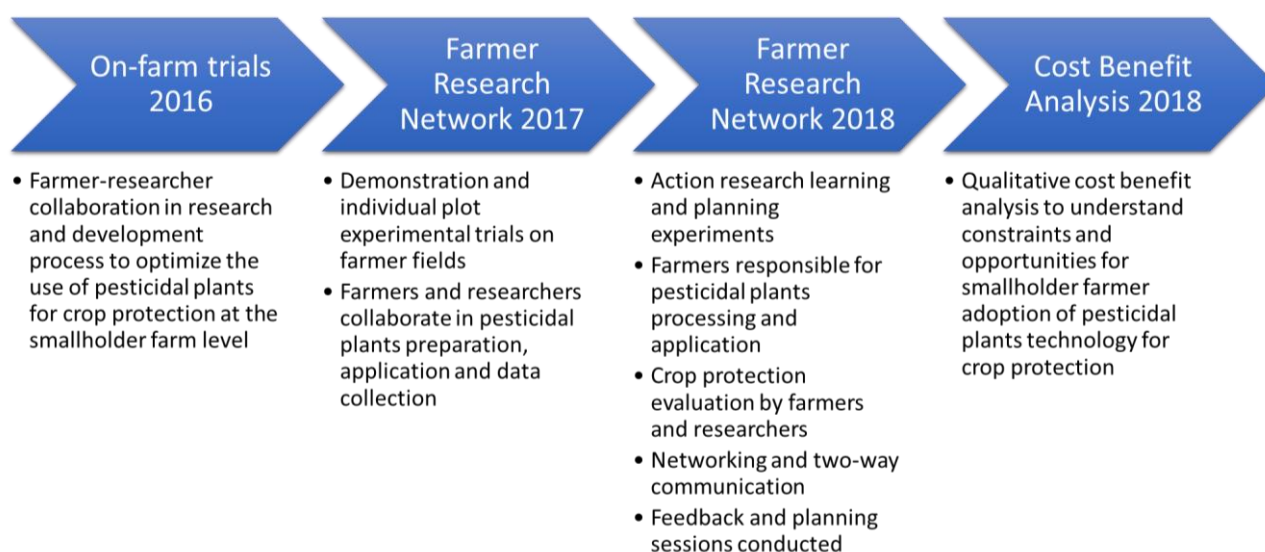 On-farm trials
2016
• Farmer-researcher
collaboration in research
and development
process to optimize the
use of pesticidal plants
for crop protection at the
smallholder farm level
Farmer
Research
Network 2017
• Demonstration and
individual plot
experimental trials on
farmer fields
• Farmers and researchers
collaborate in pesticidal
plants preparation,
application and data
collection
Farmer
Research
Network 2018
• Action research learning
and planning
experiments
• Farmers responsible for
pesticidal plants
processing and
application
• Crop protection
evaluation by farmers
and researchers
• Networking and two-way
communication
• Feedback and planning
sessions conducted
Cost Benefit
Analysis 2018
• Qualitative cost benefit
analysis to understand
constraints and
opportunities for
smallholder farmer
adoption of pesticidal
plants technology for
crop protection